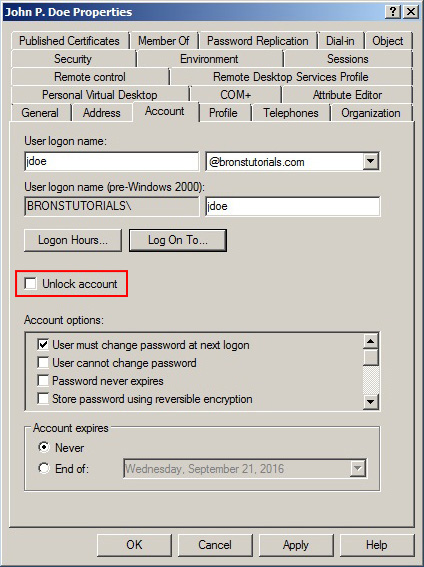 John P. Doe Properties
Published Certificates Member Of Password Replication Dial-in Object
Security Environment Sessions
Remote control Remote Desktop Services Profile
Personal Virtual Desktop COM+ Attribute Editor
General Address Account Profile Telephones Organization
User logon name:
jdoe @bronstutorials.com
User logon name (pre-Windows 2000):
BRONSTUTORIALS\ jdoe
Logon Hours... Log On To...
Unlock account
Account options:
User must change password at next logon
User cannot change password
Password never expires
Store password using reversible encryption
Account expires
Never
End of: Wednesday, September 21, 2016
OK Cancel Apply Help